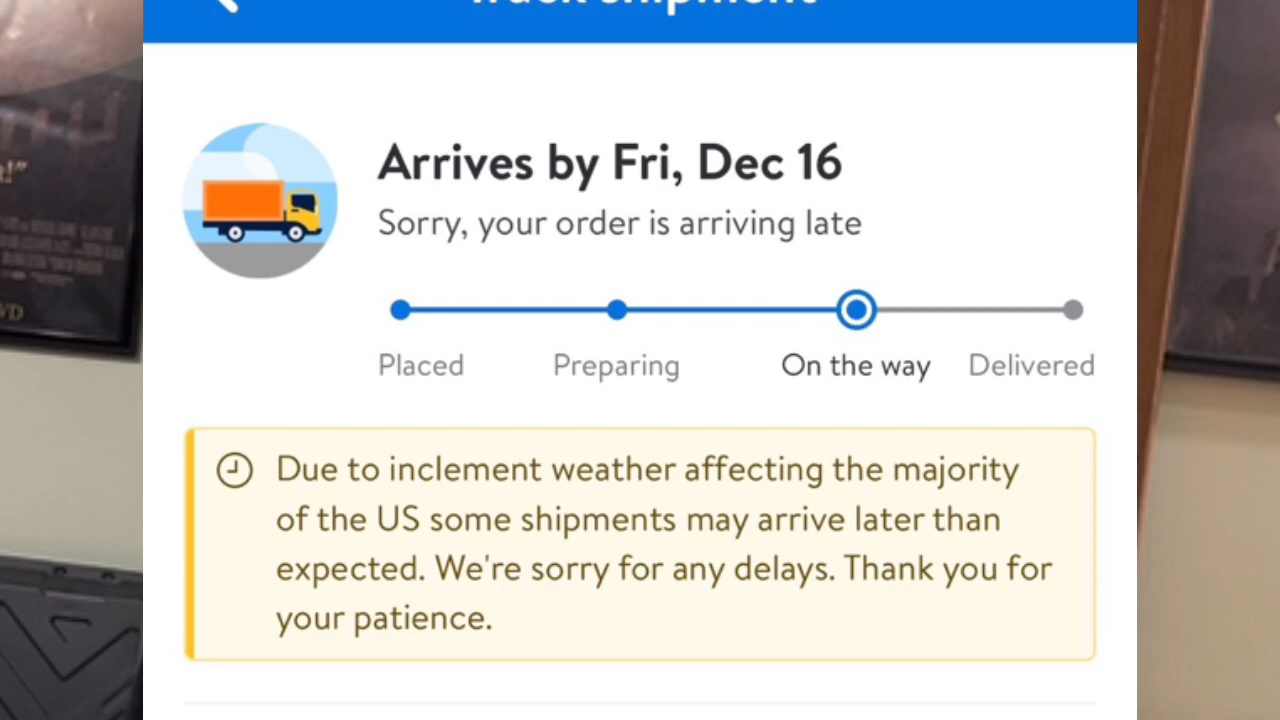 Track shipment
Arrives by Fri, Dec 16
Sorry, your order is arriving late
Placed
Preparing
On the way
Delivered
Due to inclement weather affecting the majority
of the US some shipments may arrive later than
expected. We're sorry for any delays. Thank you for
your patience.